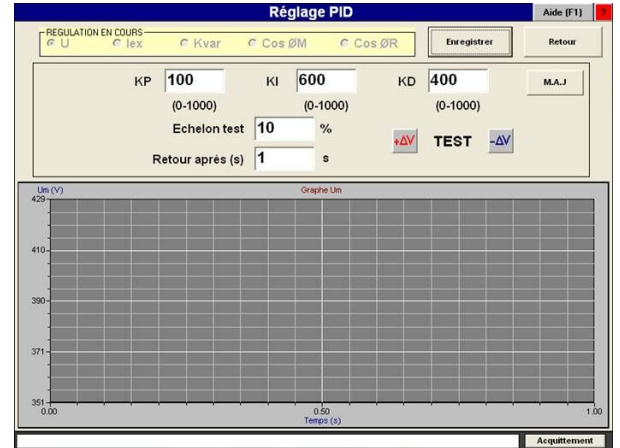 Réglage PID
Aide (F1) ?
REGULATION EN COURS
U Iex Kvar Cos ØM Cos ØR
Enregistrer
Retour
KP 100 KI 600 KD 400
M.A.J
(0-1000) (0-1000) (0-1000)
Echelon test 10 %
+ΔV TEST -ΔV
Retour après (s) 1 s
Um (V)
Graphe Um
429
410
390
371
351
0.00 0.50 1.00
Temps (s)
Acquittement